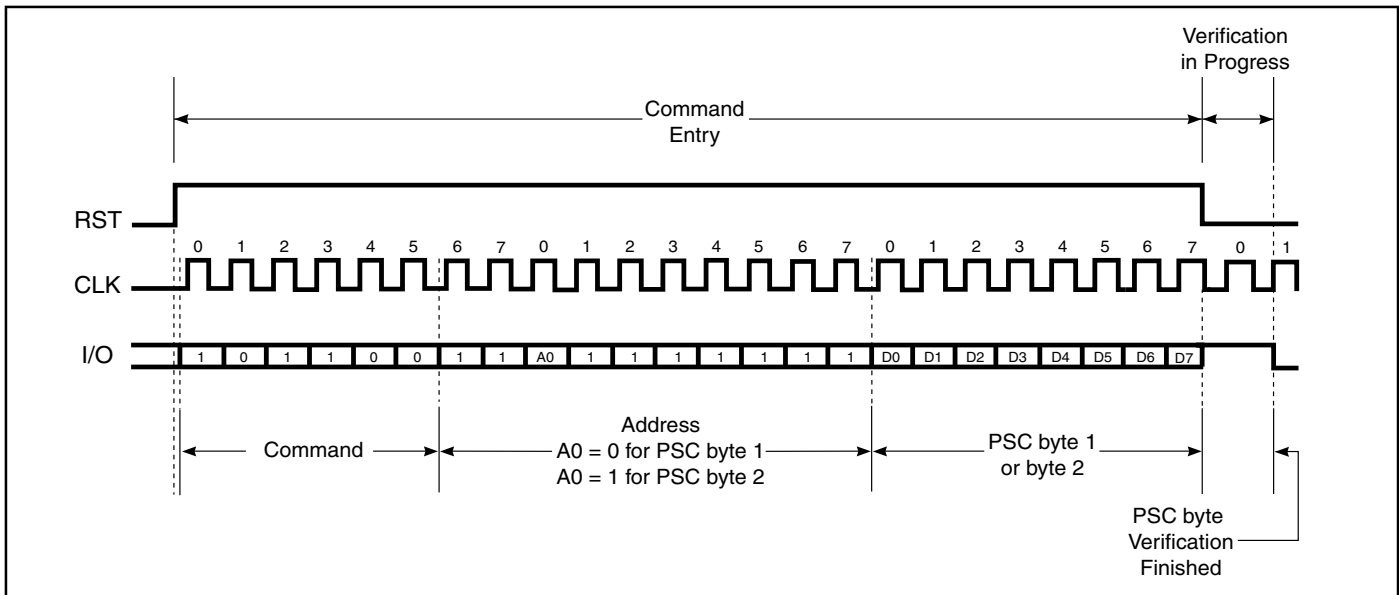 Verification
in Progress
Command
Entry
RST
0 1 2 3 4 5 6 7 0 1 2 3 4 5 6 7 0 1 2 3 4 5 6 7 0 1
CLK
I/O 1 0 1 1 0 0 1 1 A0 1 1 1 1 1 1 1 D0 D1 D2 D3 D4 D5 D6 D7
Command
Address
A0 = 0 for PSC byte 1
A0 = 1 for PSC byte 2
PSC byte 1
or byte 2
PSC byte
Verification
Finished